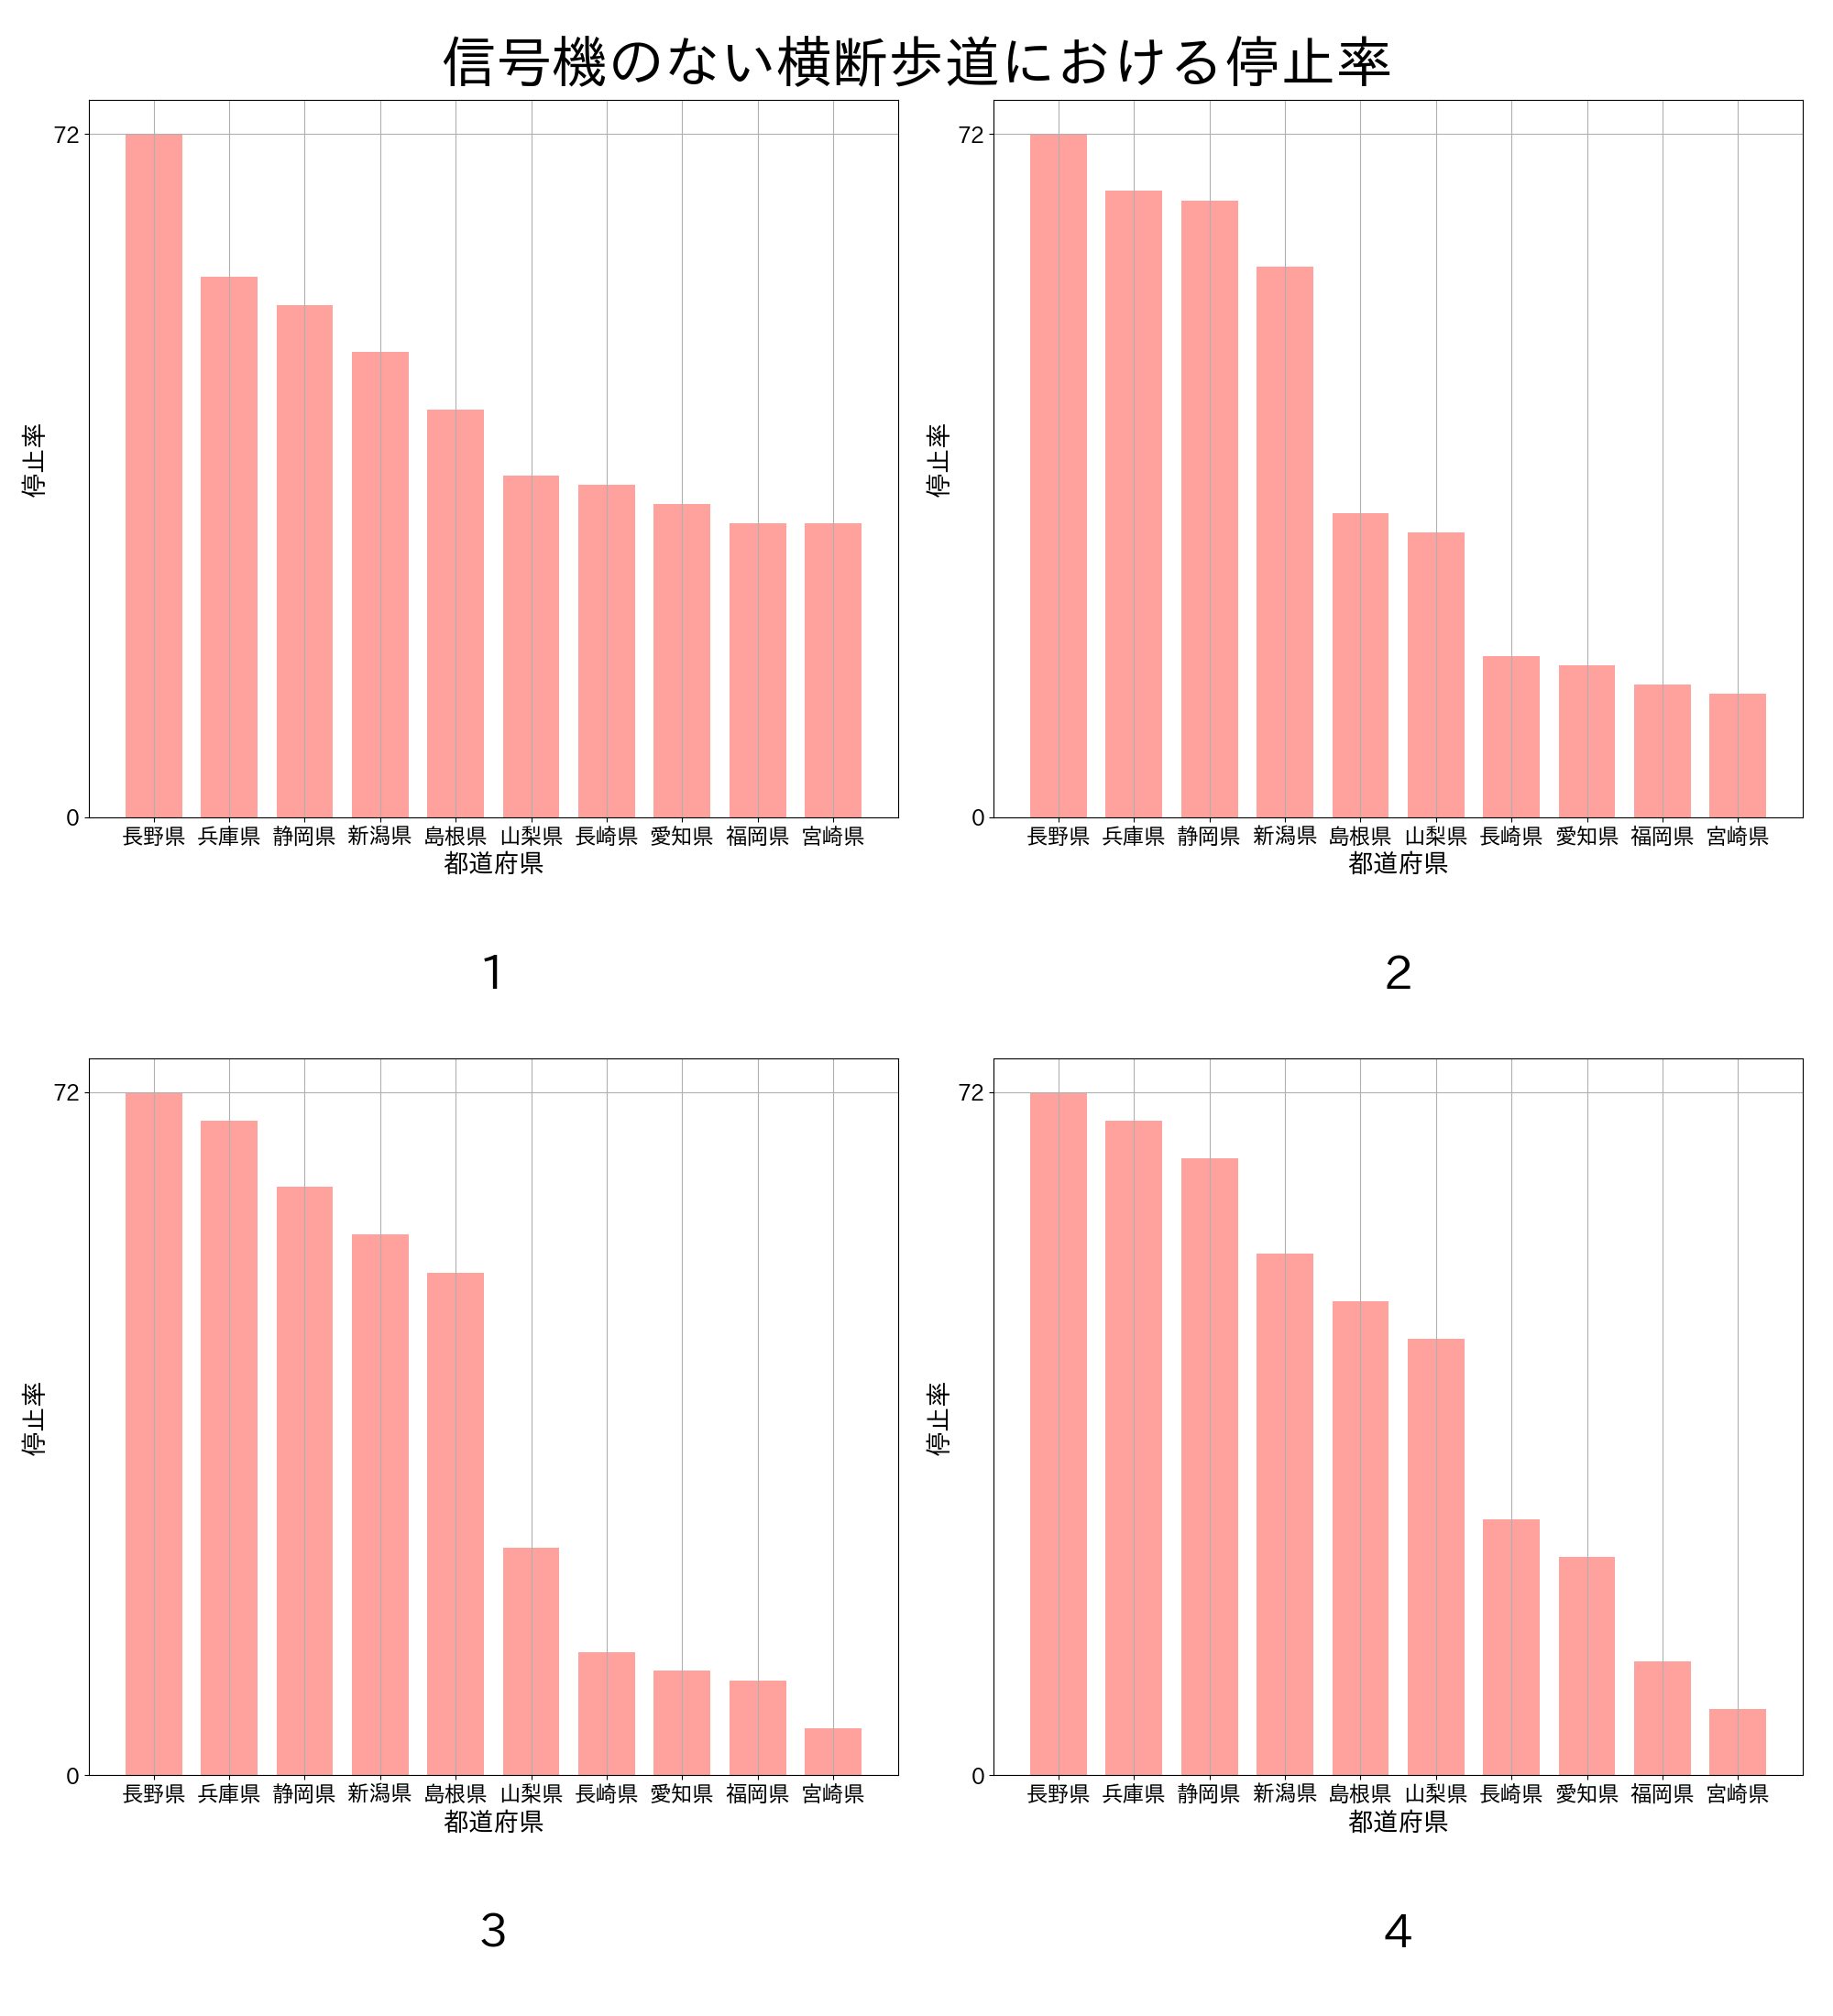 信号機のない横断歩道における停止率
72
0
停止率
長野県 兵庫県 静岡県 新潟県 島根県 山梨県 長崎県 愛知県 福岡県 宮崎県
都道府県
1
72
0
停止率
長野県 兵庫県 静岡県 新潟県 島根県 山梨県 長崎県 愛知県 福岡県 宮崎県
都道府県
2
72
0
停止率
長野県 兵庫県 静岡県 新潟県 島根県 山梨県 長崎県 愛知県 福岡県 宮崎県
都道府県
3
72
0
停止率
長野県 兵庫県 静岡県 新潟県 島根県 山梨県 長崎県 愛知県 福岡県 宮崎県
都道府県
4